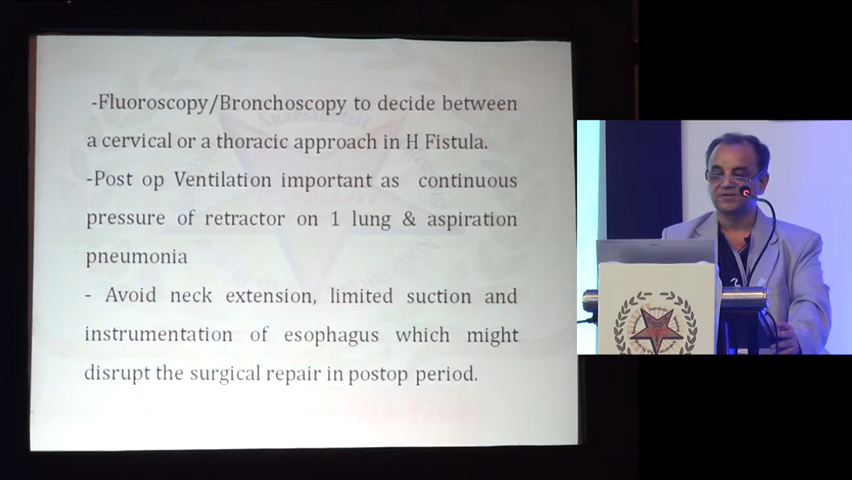 -Fluoroscopy/Bronchoscopy to decide between
a cervical or a thoracic approach in H Fistula.
-Post op Ventilation important as continuous
pressure of retractor on 1 lung & aspiration
pneumonia
- Avoid neck extension, limited suction and
instrumentation of esophagus which might
disrupt the surgical repair in postop period.